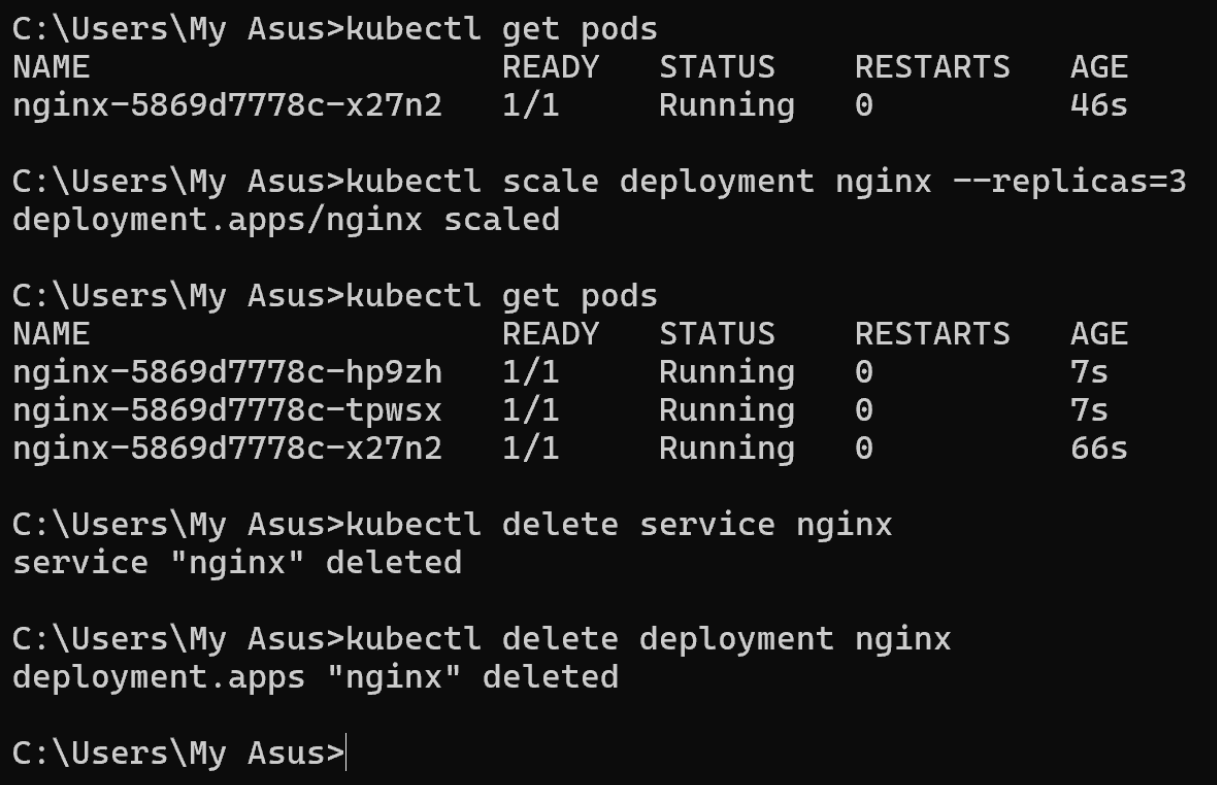 C:\Users\My Asus>kubectl get pods
NAME                     READY   STATUS    RESTARTS   AGE
nginx-5869d7778c-x27n2   1/1     Running   0          46s
C:\Users\My Asus>kubectl scale deployment nginx --replicas=3
deployment.apps/nginx scaled
C:\Users\My Asus>kubectl get pods
NAME                     READY   STATUS    RESTARTS   AGE
nginx-5869d7778c-hp9zh   1/1     Running   0          7s
nginx-5869d7778c-tpwsx   1/1     Running   0          7s
nginx-5869d7778c-x27n2   1/1     Running   0          66s
C:\Users\My Asus>kubectl delete service nginx
service "nginx" deleted
C:\Users\My Asus>kubectl delete deployment nginx
deployment.apps "nginx" deleted
C:\Users\My Asus>